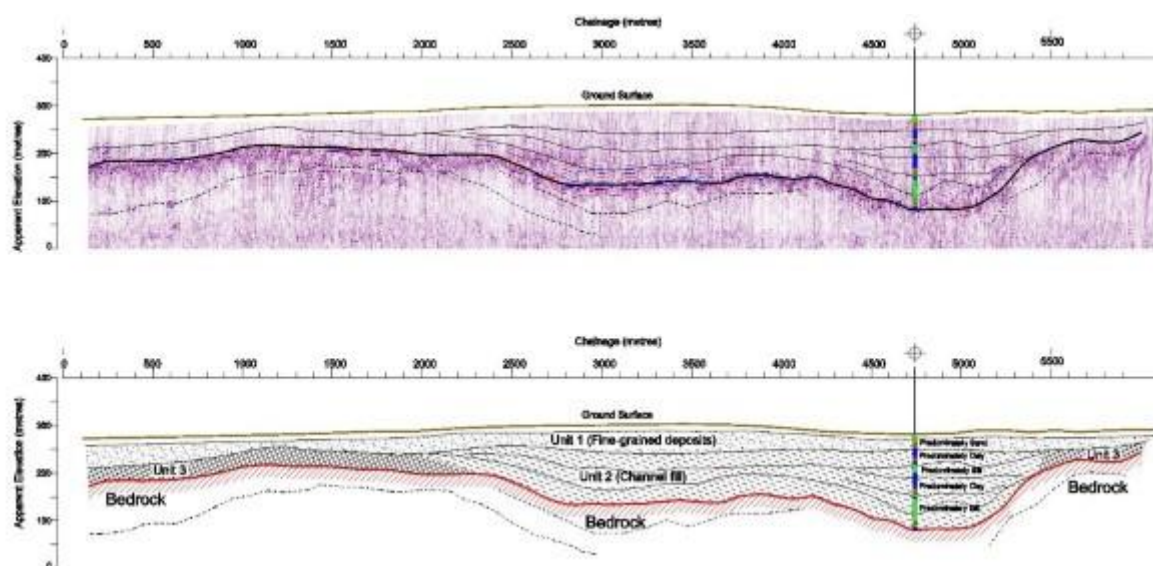 Chainage (metres)
0 500 1000 1500 2000 2500 3000 3500 4000 4500 5000 5500
Apparent Elevation (metres)
400
300
200
100
0
Ground Surface
Chainage (metres)
0 500 1000 1500 2000 2500 3000 3500 4000 4500 5000 5500
Apparent Elevation (metres)
400
300
200
100
0
Ground Surface
Unit 1 (Fine-grained deposits)
Predominately Sand
Predominately Clay
Unit 3
Unit 3
Predominately Silt
Unit 2 (Channel fill)
Predominately Clay
Bedrock
Bedrock
Predominately Silt
Bedrock